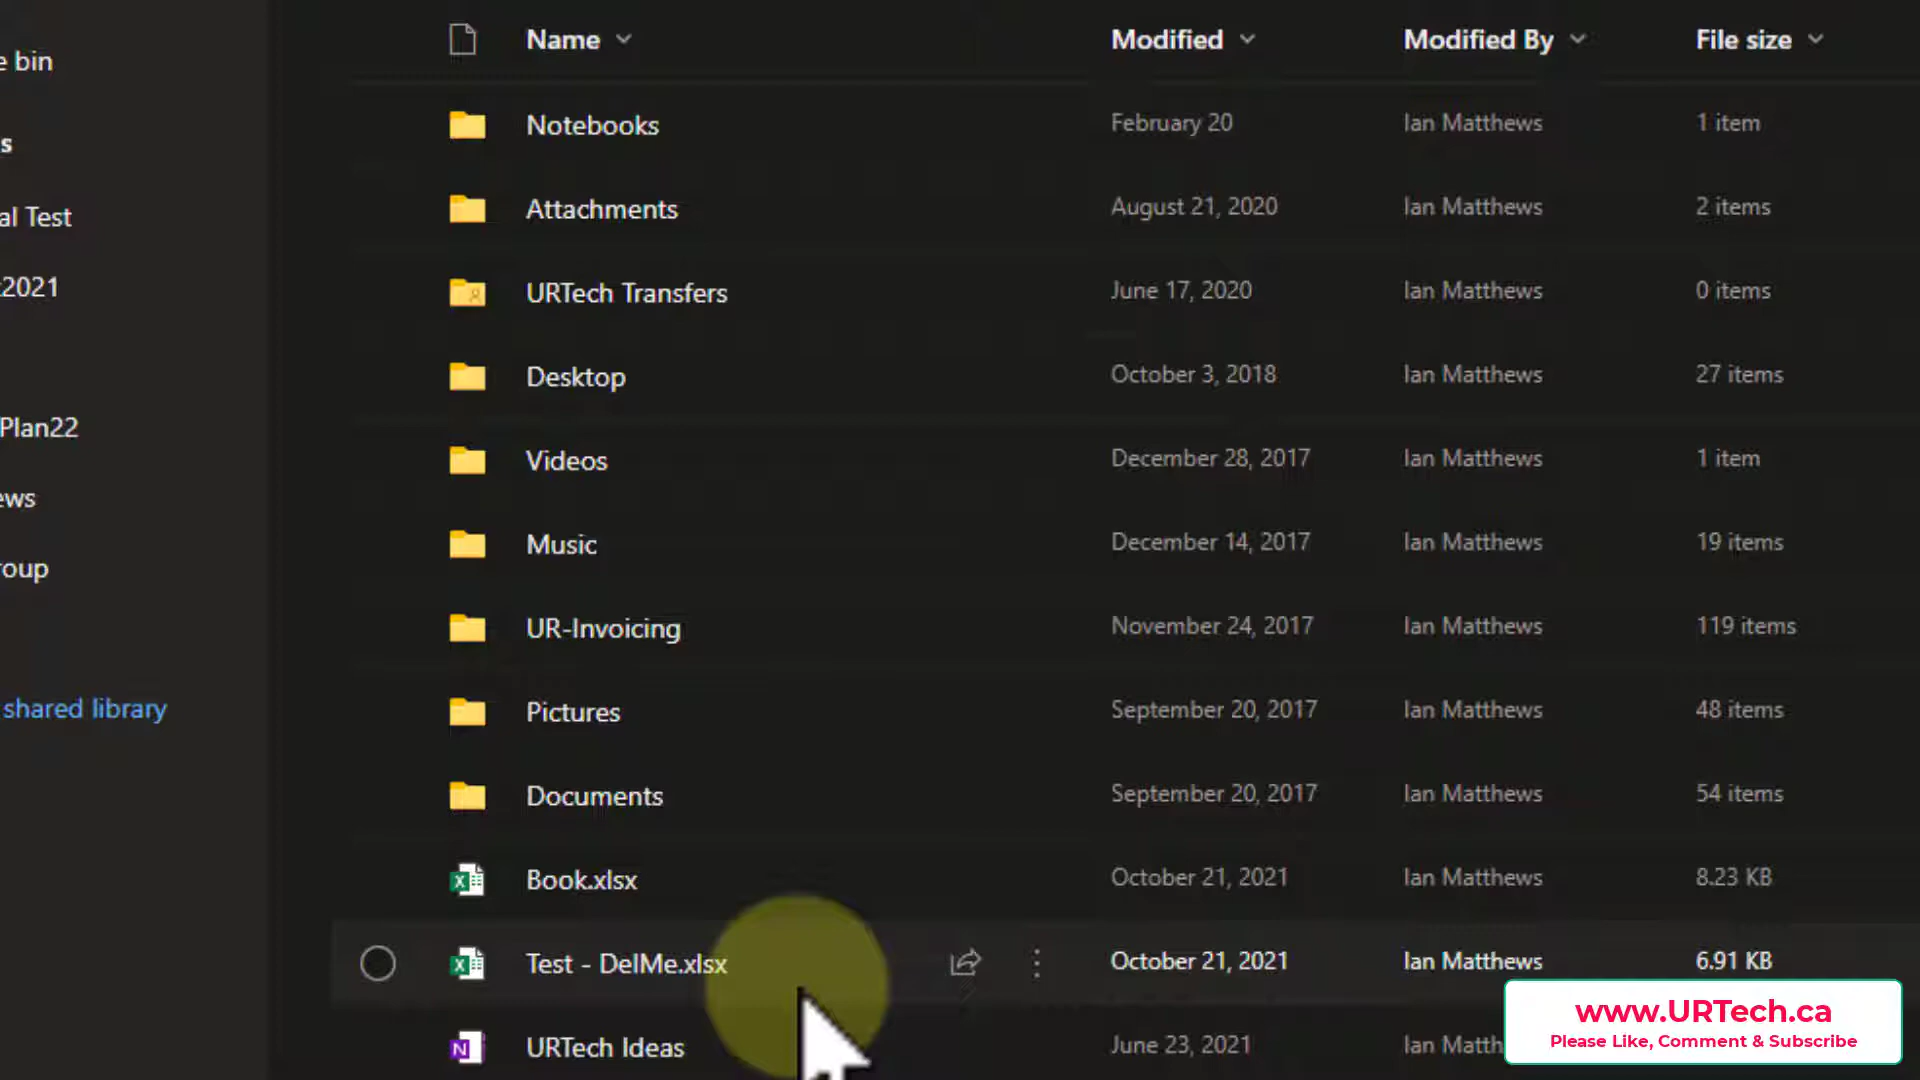 Name Modified Modified By File size
e bin
Notebooks February 20 Ian Matthews 1 item
s
Attachments August 21, 2020 Ian Matthews 2 items
al Test
2021
URTech Transfers June 17, 2020 Ian Matthews 0 items
Desktop October 3, 2018 Ian Matthews 27 items
Plan22
Videos December 28, 2017 Ian Matthews 1 item
ews
Music December 14, 2017 Ian Matthews 19 items
roup
UR-Invoicing November 24, 2017 Ian Matthews 119 items
shared library
Pictures September 20, 2017 Ian Matthews 48 items
Documents September 20, 2017 Ian Matthews 54 items
Book.xlsx October 21, 2021 Ian Matthews 8.23 KB
Test - DelMe.xlsx October 21, 2021 Ian Matthews 6.91 KB
URTech Ideas June 23, 2021 Ian Matth
www.URTech.ca
Please Like, Comment & Subscribe